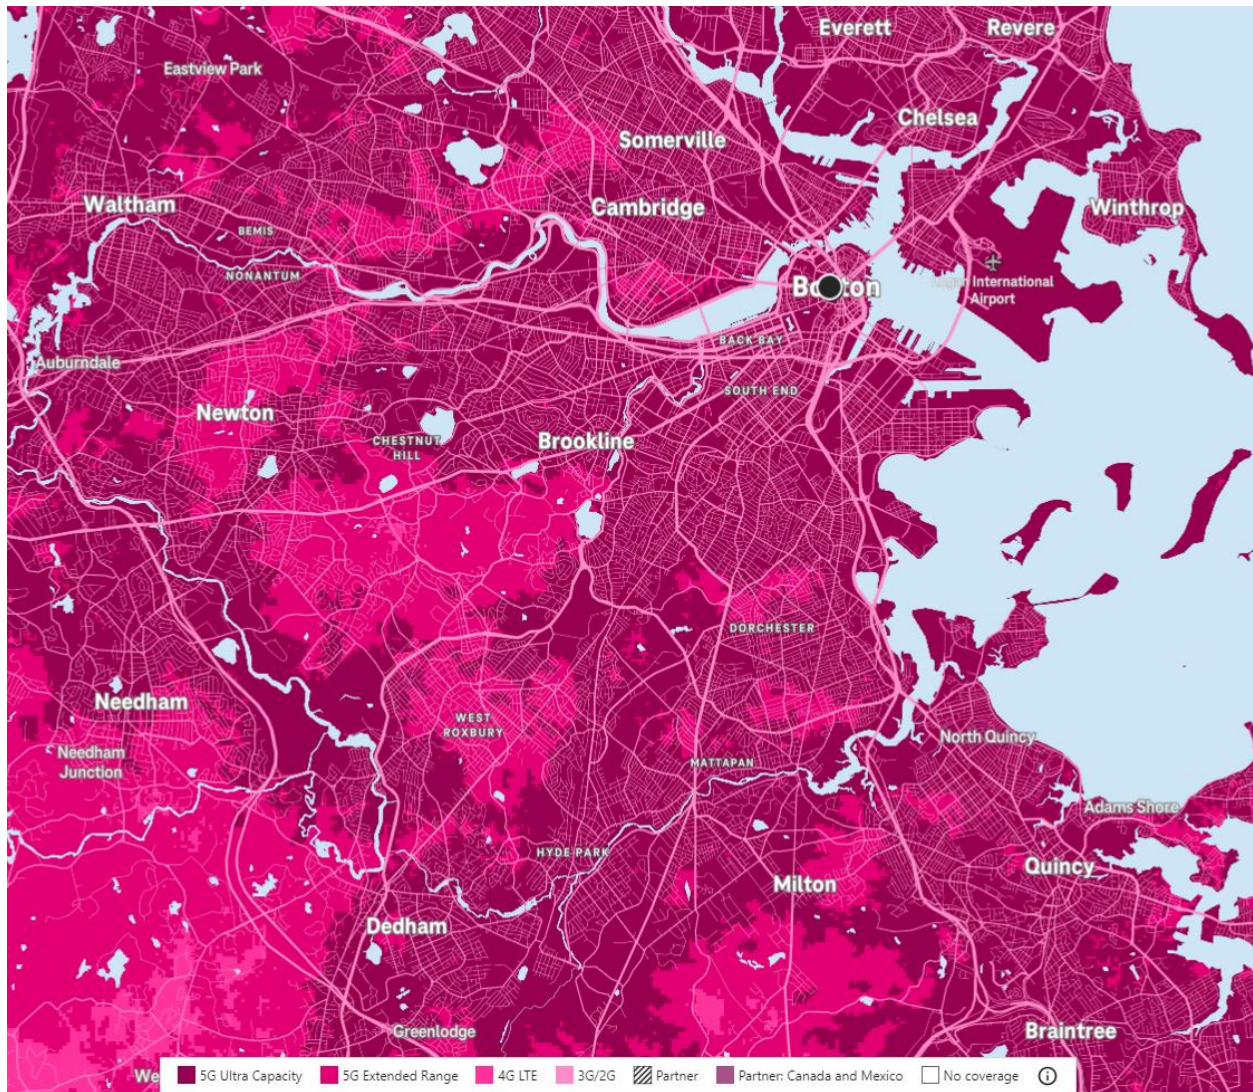 Everett
Revere
Eastview Park
Chelsea
Somerville
Waltham
Cambridge
Winthrop
BEMIS
NONANTUM
Logan International
Airport
BACK BAY
Auburndale
SOUTH END
Newton
CHESTNUT
HILL
Brookline
DORCHESTER
Needham
WEST
ROXBURY
North Quincy
Needham
Junction
MATTAPAN
Adams Shore
HYDE PARK
Quincy
Milton
Dedham
Greenlodge
Braintree
5G Ultra Capacity
5G Extended Range
4G LTE
3G/2G
Partner
Partner: Canada and Mexico
No coverage